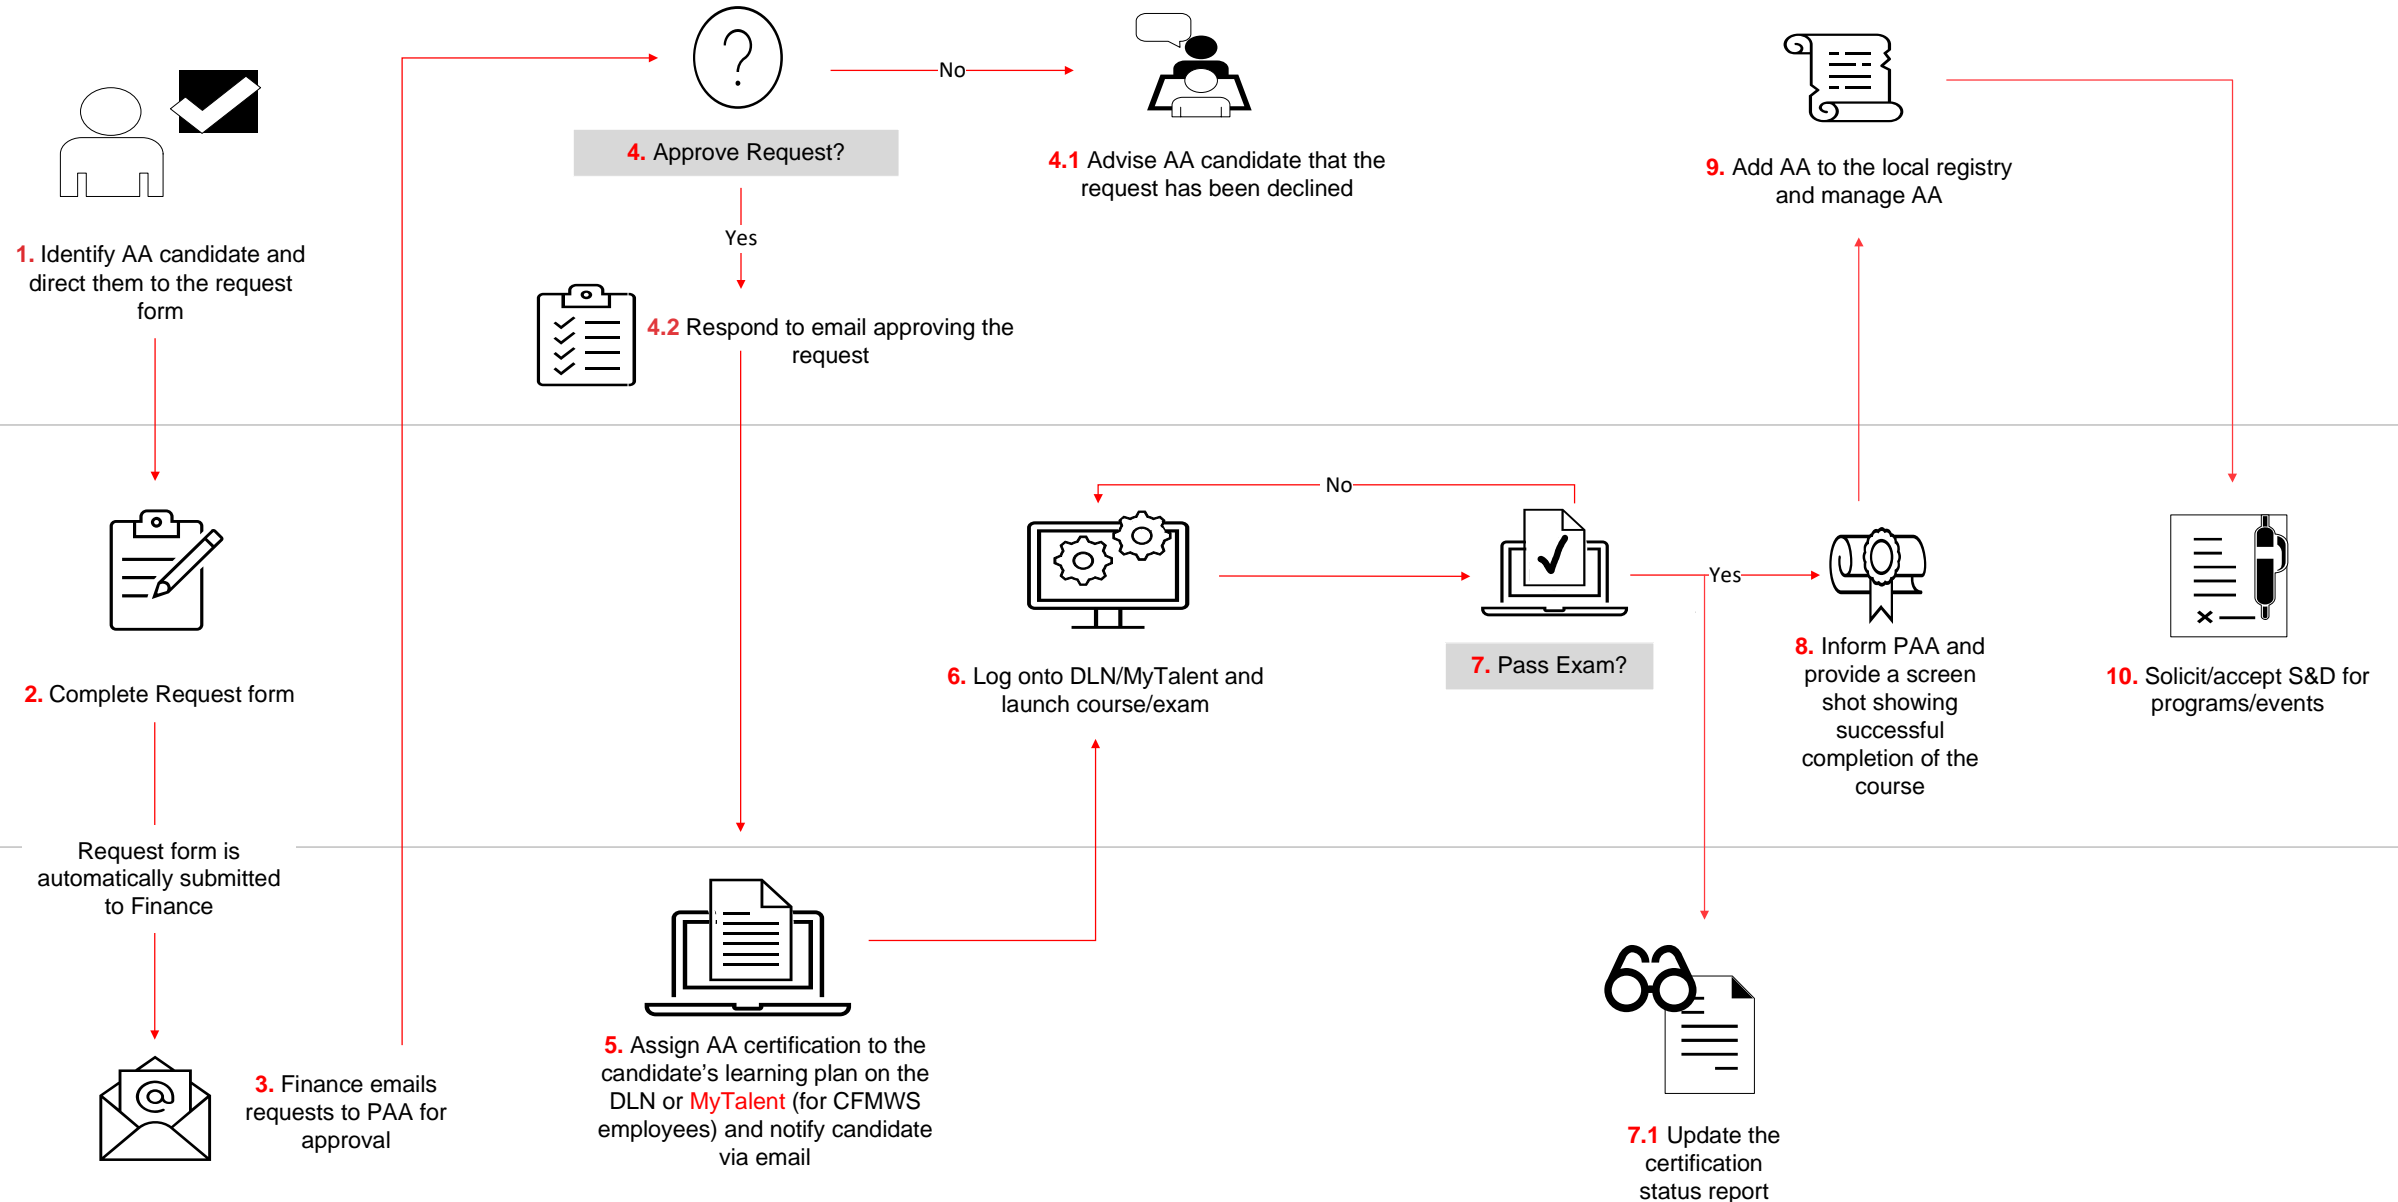 1. Identify AA candidate and
direct them to the request
form
4. Approve Request?
No
4.1 Advise AA candidate that the
request has been declined
Yes
4.2 Respond to email approving the
request
9. Add AA to the local registry
and manage AA
2. Complete Request form
Request form is
automatically submitted
to Finance
No
6. Log onto DLN/MyTalent and
launch course/exam
7. Pass Exam?
Yes
8. Inform PAA and
provide a screen
shot showing
successful
completion of the
course
10. Solicit/accept S&D for
programs/events
@
3. Finance emails
requests to PAA for
approval
5. Assign AA certification to the
candidate’s learning plan on the
DLN or MyTalent (for CFMWS
employees) and notify candidate
via email
7.1 Update the
certification
status report